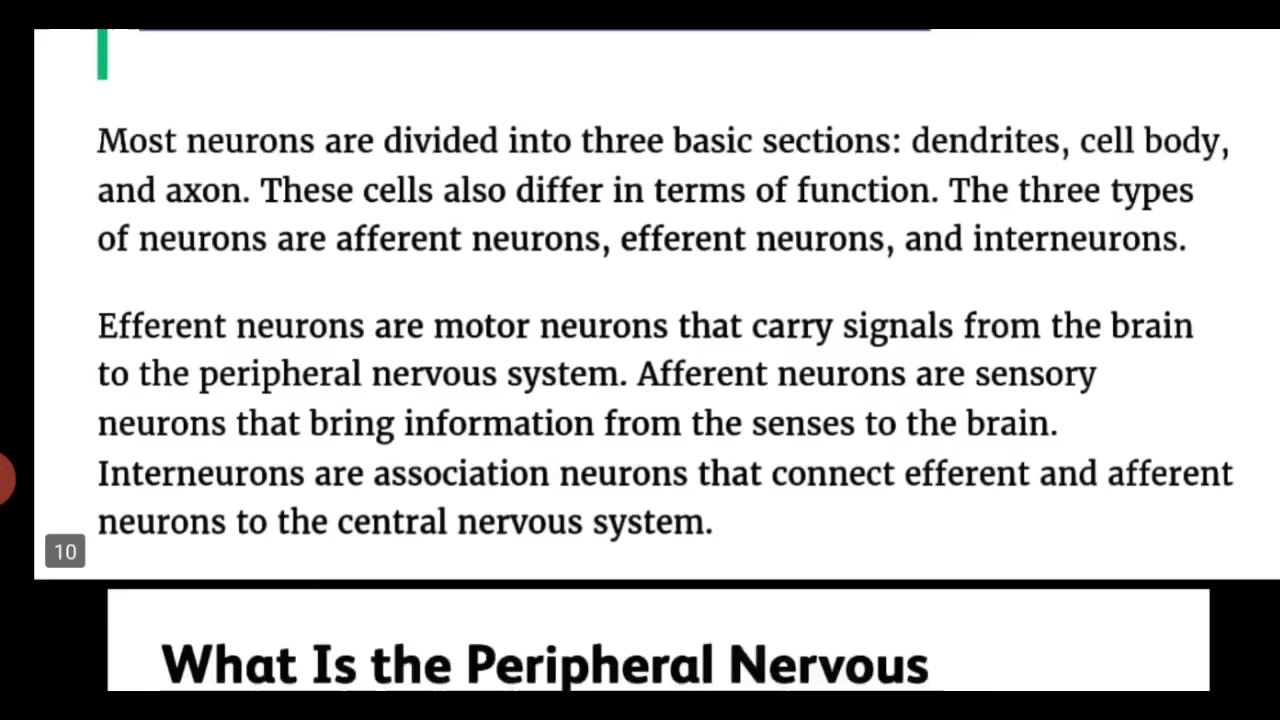 Most neurons are divided into three basic sections: dendrites, cell body,
and axon. These cells also differ in terms of function. The three types
of neurons are afferent neurons, efferent neurons, and interneurons.
Efferent neurons are motor neurons that carry signals from the brain
to the peripheral nervous system. Afferent neurons are sensory
neurons that bring information from the senses to the brain.
Interneurons are association neurons that connect efferent and afferent
neurons to the central nervous system.
10
What Is the Peripheral Nervous